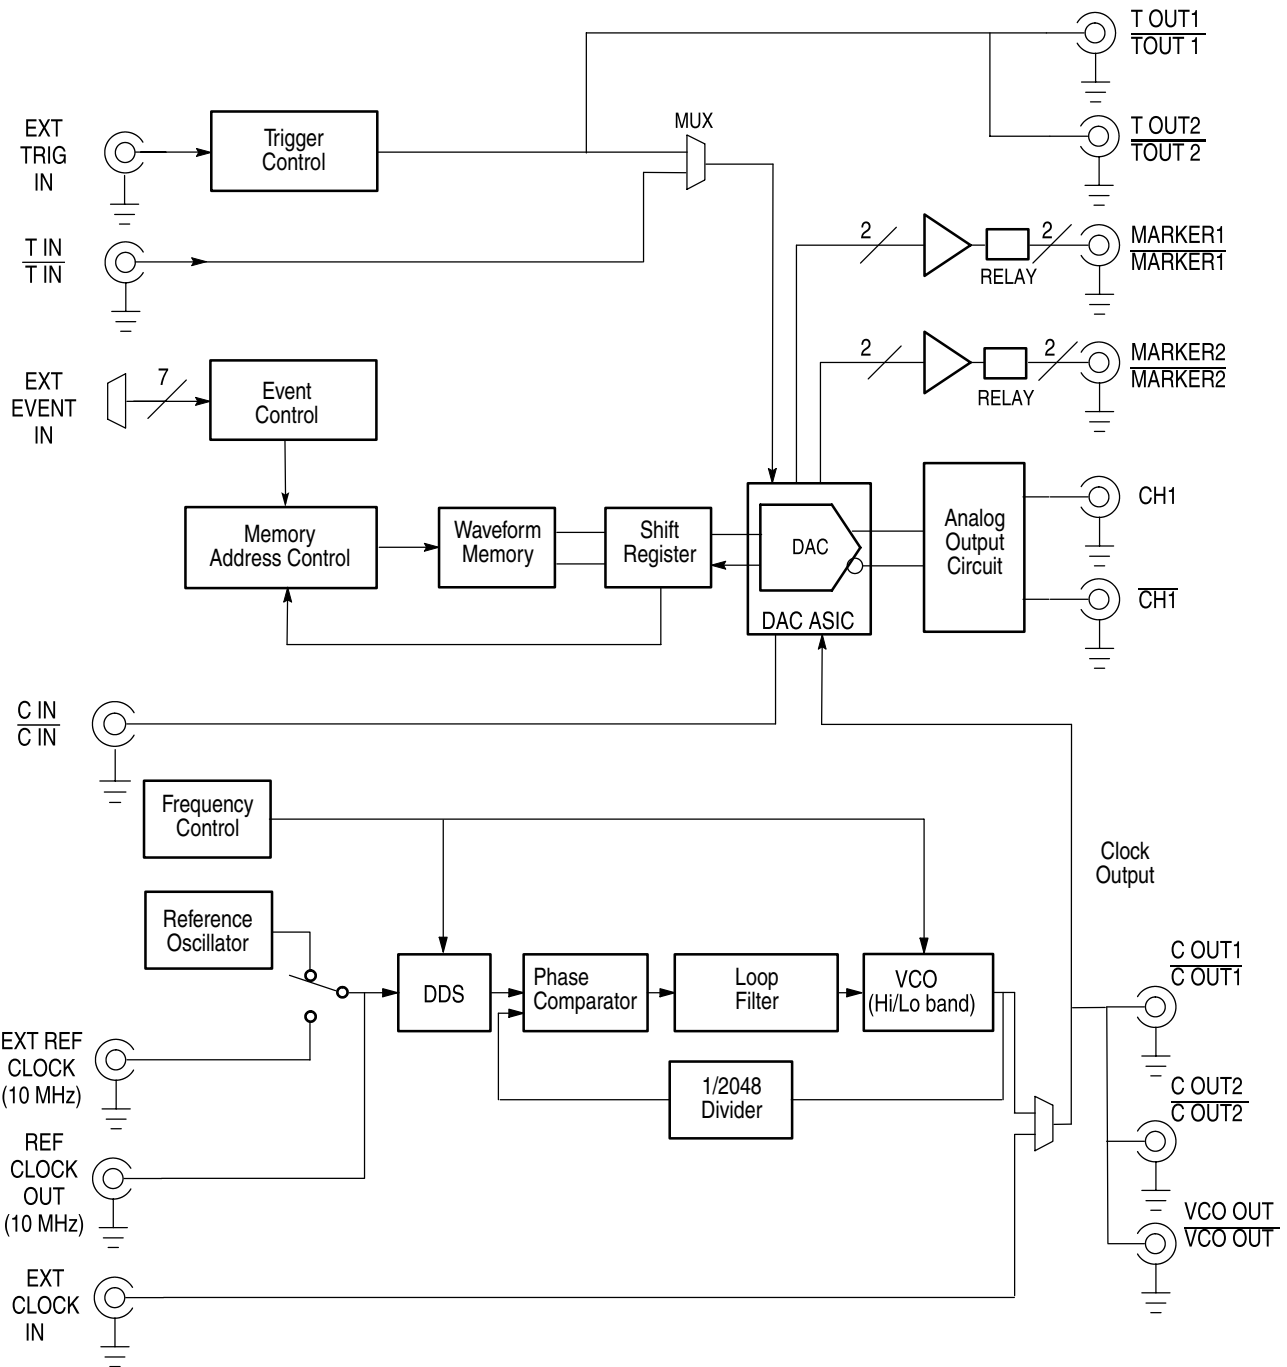 T OUT1
TOUT 1
EXT
TRIG
IN
Trigger
Control
MUX
T OUT2
TOUT 2
T IN
T IN
2
2
RELAY
MARKER1
MARKER1
2
2
RELAY
MARKER2
MARKER2
EXT
EVENT
IN
7
Event
Control
Memory
Address Control
Waveform
Memory
Shift
Register
DAC
DAC ASIC
Analog
Output
Circuit
CH1
CH1
C IN
C IN
Frequency
Control
Clock
Output
Reference
Oscillator
DDS
Phase
Comparator
Loop
Filter
VCO
(Hi/Lo band)
C OUT1
C OUT1
EXT REF
CLOCK
(10 MHz)
1/2048
Divider
C OUT2
C OUT2
REF
CLOCK
OUT
(10 MHz)
VCO OUT
VCO OUT
EXT
CLOCK
IN